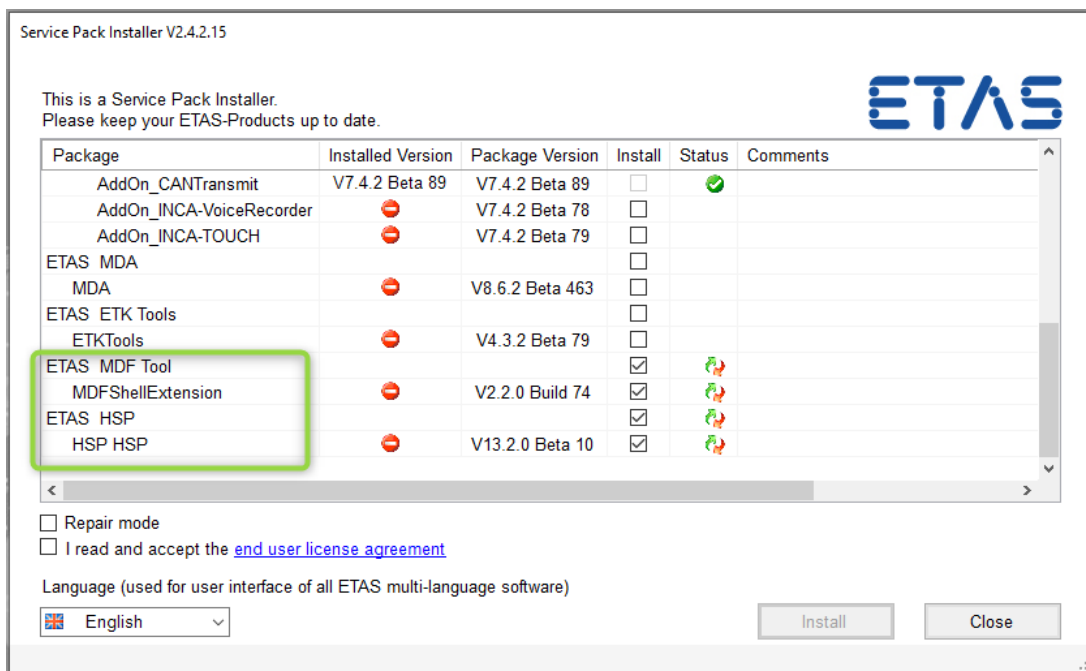 Service Pack Installer V2.4.2.15
ETAS
This is a Service Pack Installer.
Please keep your ETAS-Products up to date.
Package Installed Version Package Version Install Status Comments
AddOn_CANTransmit V7.4.2 Beta 89 V7.4.2 Beta 89
AddOn_INCA-VoiceRecorder V7.4.2 Beta 78
AddOn_INCA-TOUCH V7.4.2 Beta 79
ETAS MDA
MDA V8.6.2 Beta 463
ETAS ETK Tools
ETKTools V4.3.2 Beta 79
ETAS MDF Tool
MDFShellExtension V2.2.0 Build 74
ETAS HSP
HSP HSP V13.2.0 Beta 10
Repair mode
I read and accept the end user license agreement
Language (used for user interface of all ETAS multi-language software)
English Install Close